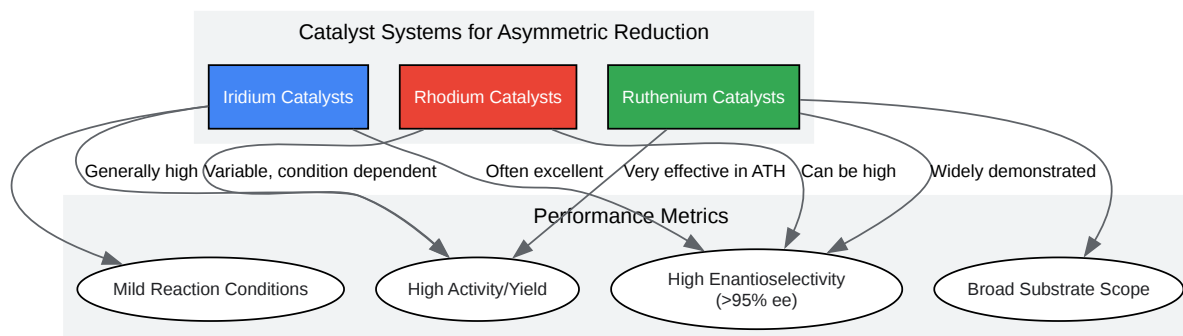 Catalyst Systems for Asymmetric Reduction
Iridium Catalysts
Rhodium Catalysts
Ruthenium Catalysts
Generally high
Variable, condition dependent
Often excellent
Very effective in ATH
Can be high
Widely demonstrated
Performance Metrics
Mild Reaction Conditions
High Activity/Yield
High Enantioselectivity
(>95% ee)
Broad Substrate Scope